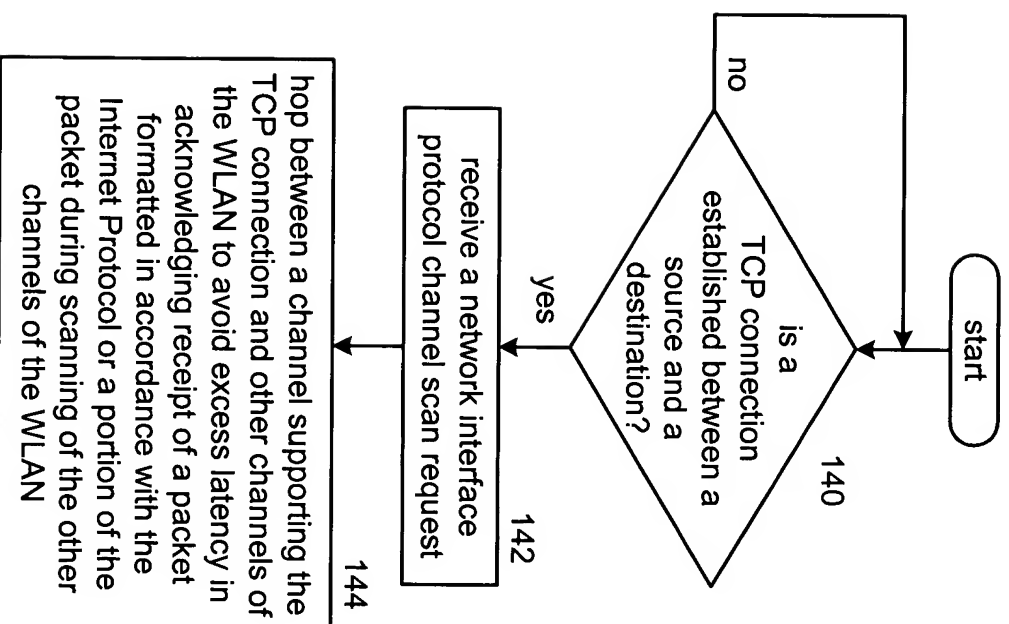 start
140
is a
TCP connection
established between a
source and a
destination?
no
yes
142
receive a network interface
protocol channel scan request
144
hop between a channel supporting the
TCP connection and other channels of
the WLAN to avoid excess latency in
acknowledging receipt of a packet
formatted in accordance with the
Internet Protocol or a portion of the
packet during scanning of the other
channels of the WLAN